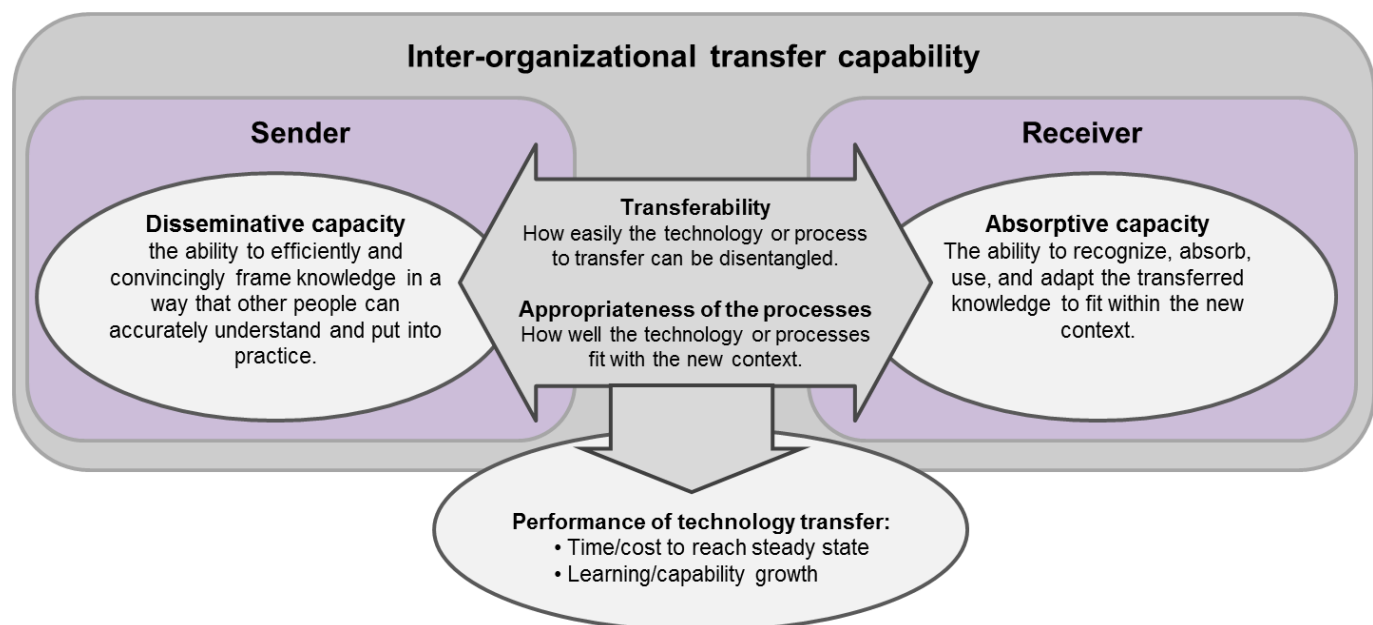 Inter-organizational transfer capability
Sender
Disseminative capacity
the ability to efficiently and
convincingly frame knowledge in a
way that other people can
accurately understand and put into
practice.
Transferability
How easily the technology or process
to transfer can be disentangled.
Appropriateness of the processes
How well the technology or processes
fit with the new context.
Receiver
Absorptive capacity
The ability to recognize, absorb,
use, and adapt the transferred
knowledge to fit within the new
context.
Performance of technology transfer:
• Time/cost to reach steady state
• Learning/capability growth